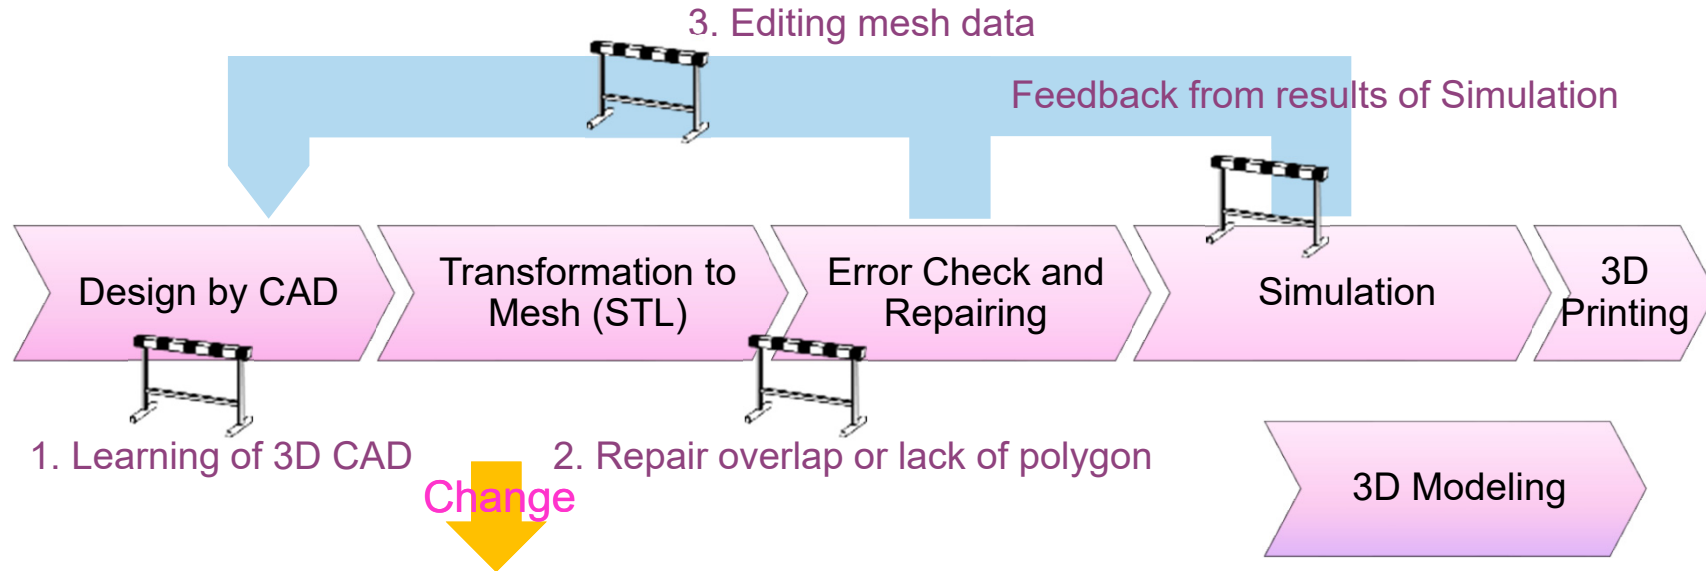 3. Editing mesh data
Feedback from results of Simulation
Design by CAD
Transformation to
Mesh (STL)
Error Check and
Repairing
Simulation
3D
Printing
1. Learning of 3D CAD
2. Repair overlap or lack of polygon
Change
3D Modeling